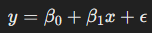 y = β₀ + β₁x + ϵ